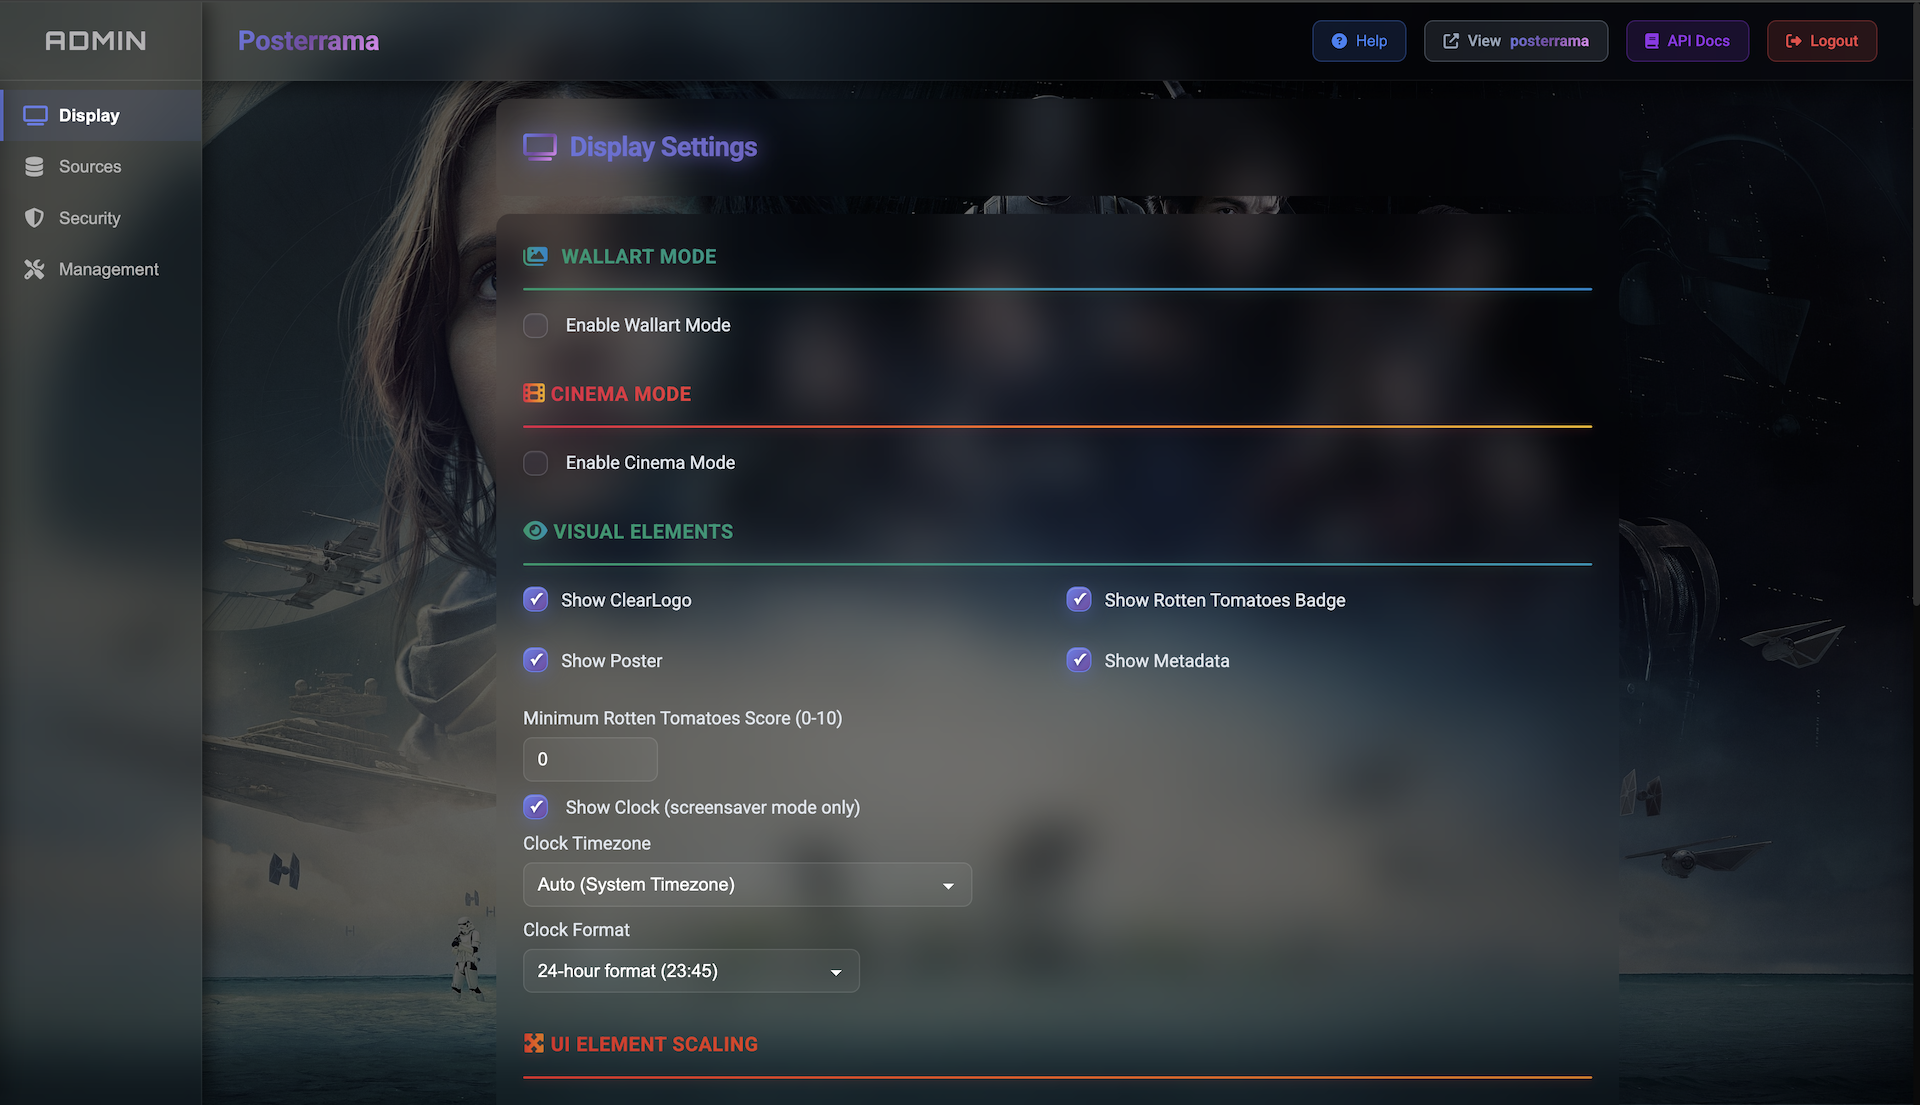 ADMIN
Posterrama
Help
View posterrama
API Docs
Logout
Display
Sources
Security
Management
Display Settings
WALLART MODE
Enable Wallart Mode
CINEMA MODE
Enable Cinema Mode
VISUAL ELEMENTS
Show ClearLogo
Show Rotten Tomatoes Badge
Show Poster
Show Metadata
Minimum Rotten Tomatoes Score (0-10)
0
Show Clock (screensaver mode only)
Clock Timezone
Auto (System Timezone)
Clock Format
24-hour format (23:45)
UI ELEMENT SCALING